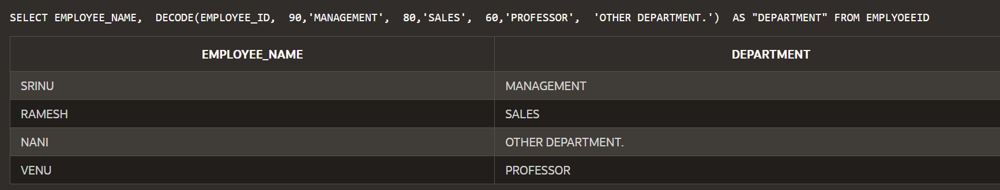 SELECT EMPLOYEE_NAME,  DECODE(EMPLOYEE_ID,  90,'MANAGEMENT',  80,'SALES',  60,'PROFESSOR',  'OTHER DEPARTMENT.')  AS "DEPARTMENT" FROM EMPLYOEEID
EMPLOYEE_NAME DEPARTMENT
SRINU MANAGEMENT
RAMESH SALES
NANI OTHER DEPARTMENT.
VENU PROFESSOR